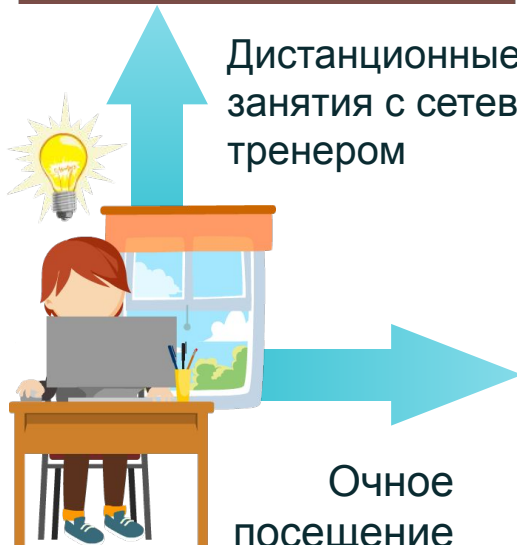 Дистанционные
занятия с сетев
тренером
Очное
посещение